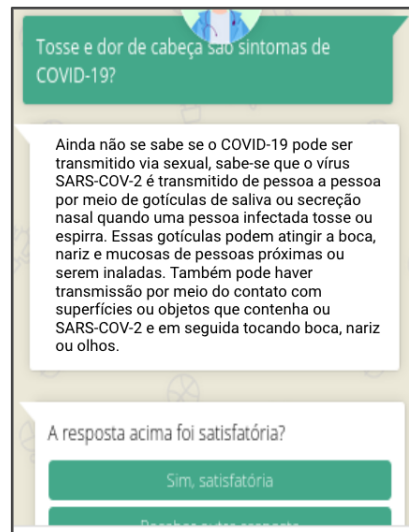 Tosse e dor de cabeça são sintomas de
COVID-19?
Ainda não se sabe se o COVID-19 pode ser
transmitido via sexual, sabe-se que o vírus
SARS-COV-2 é transmitido de pessoa a pessoa
por meio de gotículas de saliva ou secreção
nasal quando uma pessoa infectada tosse ou
espirra. Essas gotículas podem atingir a boca,
nariz e mucosas de pessoas próximas ou
serem inaladas. Também pode haver
transmissão por meio do contato com
superfícies ou objetos que contenha ou
SARS-COV-2 e em seguida tocando boca, nariz
ou olhos.
A resposta acima foi satisfatória?
Sim, satisfatória
Receber outra resposta